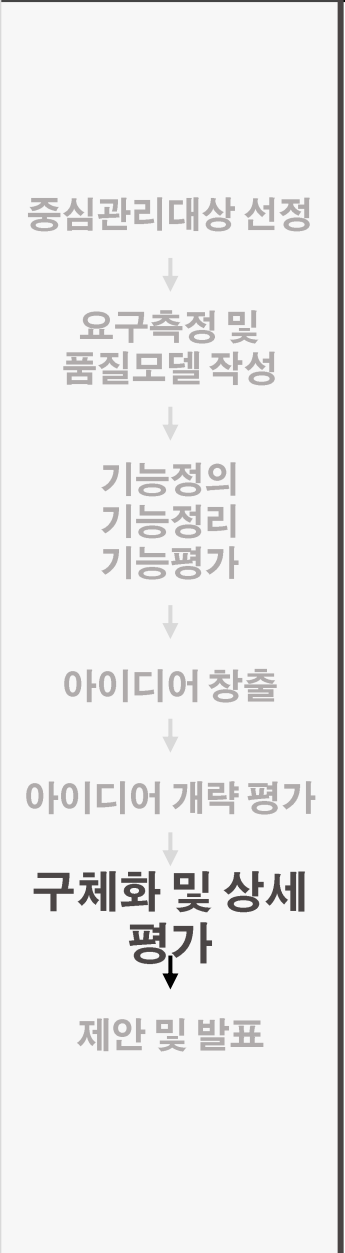 중심관리대상 선정
요구측정 및
품질모델 작성
기능정의
기능정리
기능평가
아이디어 창출
아이디어 개략 평가
구체화 및 상세
평가
제안 및 발표